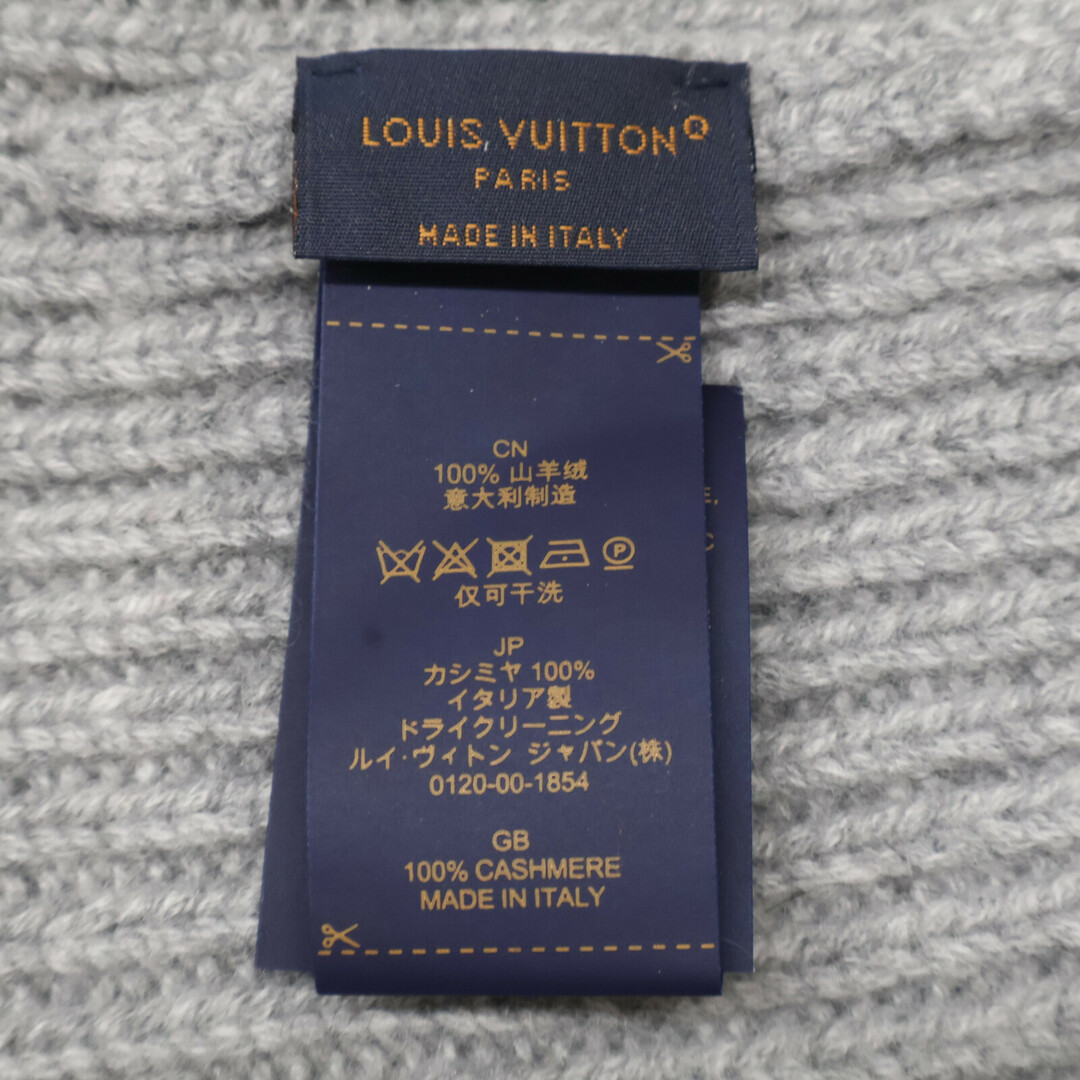 LOUIS VUITTON®
PARIS
MADE IN ITALY
CN
100% 山羊绒
意大利制造
P
仅可干洗
JP
カシミヤ 100%
イタリア製
ドライクリーニング
ルイ·ヴィトン ジャパン(株)
0120-00-1854
GB
100% CASHMERE
MADE IN ITALY